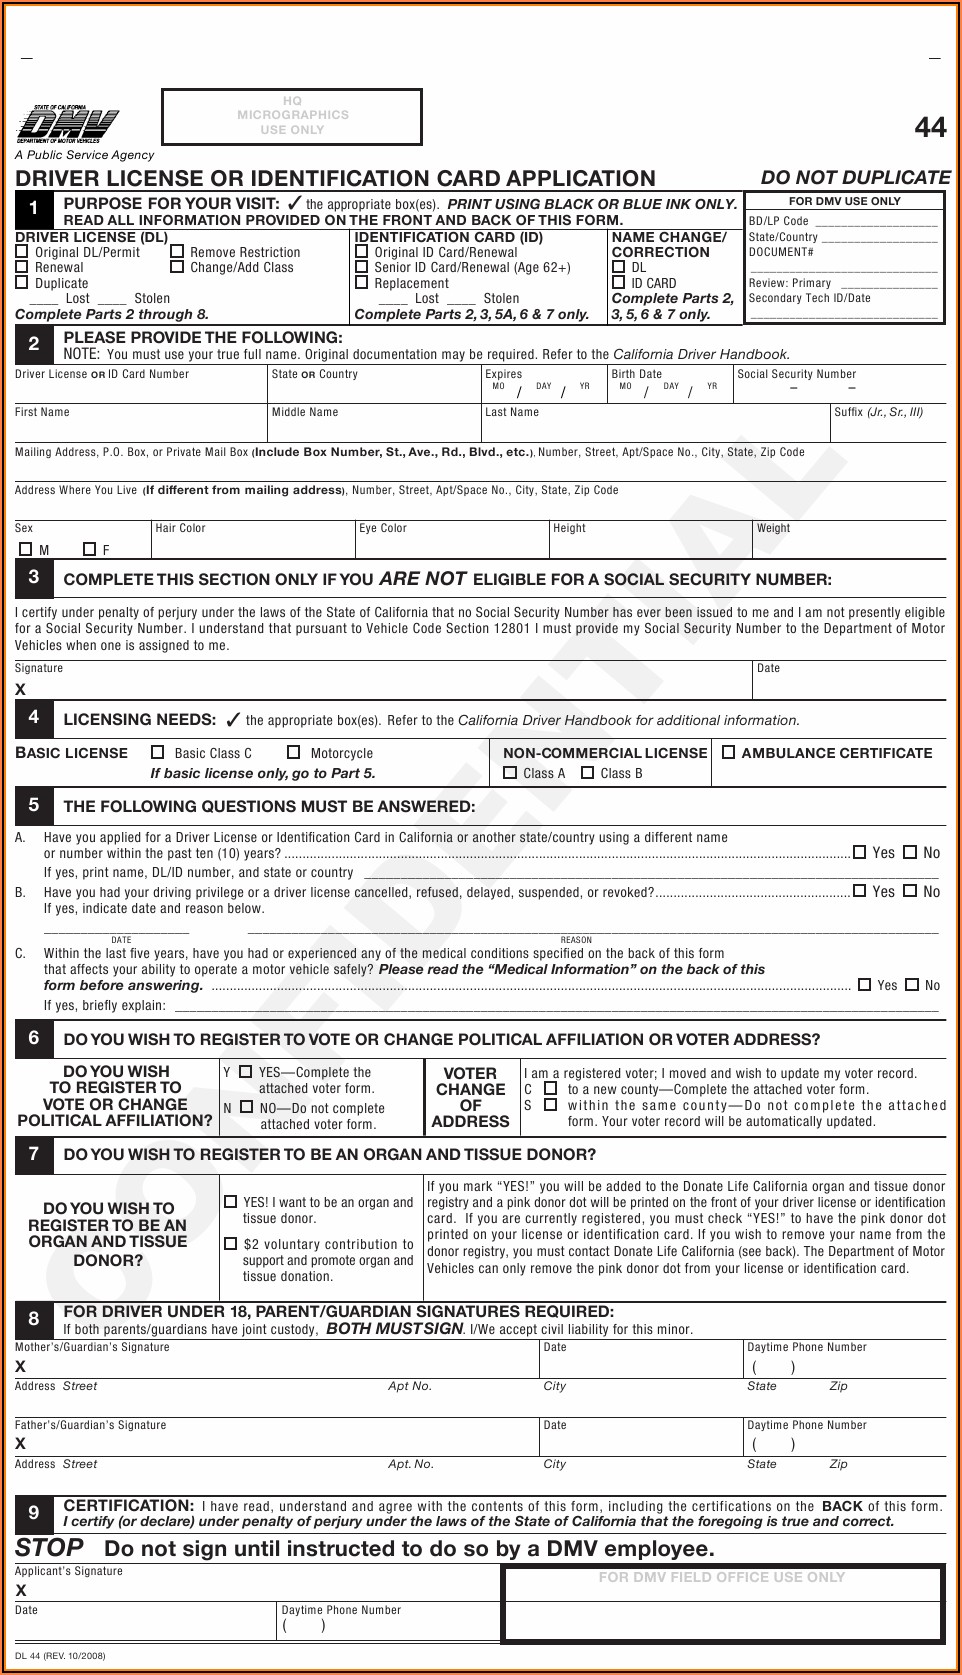 HQ
MICROGRAPHICS
USE ONLY
STATE OF CALIFORNIA
DMV
DEPARTMENT OF MOTOR VEHICLES
A Public Service Agency
44
DRIVER LICENSE OR IDENTIFICATION CARD APPLICATION
DO NOT DUPLICATE
1
PURPOSE FOR YOUR VISIT: ✓ the appropriate box(es). PRINT USING BLACK OR BLUE INK ONLY.
READ ALL INFORMATION PROVIDED ON THE FRONT AND BACK OF THIS FORM.
DRIVER LICENSE (DL)
Original DL/Permit
Remove Restriction
Renewal
Change/Add Class
Duplicate
____ Lost ____ Stolen
Complete Parts 2 through 8.
IDENTIFICATION CARD (ID)
Original ID Card/Renewal
Senior ID Card/Renewal (Age 62+)
Replacement
____ Lost ____ Stolen
Complete Parts 2, 3, 5A, 6 & 7 only.
NAME CHANGE/
CORRECTION
DL
ID CARD
Complete Parts 2,
3, 5, 6 & 7 only.
FOR DMV USE ONLY
BD/LP Code
State/Country
DOCUMENT#
Review: Primary
Secondary Tech ID/Date
2
PLEASE PROVIDE THE FOLLOWING:
NOTE: You must use your true full name. Original documentation may be required. Refer to the California Driver Handbook.
Driver License OR ID Card Number
State OR Country
Expires
MO / DAY / YR
Birth Date
MO / DAY / YR
Social Security Number
– –
First Name
Middle Name
Last Name
Suffix (Jr., Sr., III)
Mailing Address, P.O. Box, or Private Mail Box (Include Box Number, St., Ave., Rd., Blvd., etc.), Number, Street, Apt/Space No., City, State, Zip Code
Address Where You Live (If different from mailing address), Number, Street, Apt/Space No., City, State, Zip Code
Sex
M F
Hair Color
Eye Color
Height
Weight
3
COMPLETE THIS SECTION ONLY IF YOU ARE NOT ELIGIBLE FOR A SOCIAL SECURITY NUMBER:
I certify under penalty of perjury under the laws of the State of California that no Social Security Number has ever been issued to me and I am not presently eligible
for a Social Security Number. I understand that pursuant to Vehicle Code Section 12801 I must provide my Social Security Number to the Department of Motor
Vehicles when one is assigned to me.
Signature
X
Date
4
LICENSING NEEDS: ✓ the appropriate box(es). Refer to the California Driver Handbook for additional information.
BASIC LICENSE
Basic Class C
Motorcycle
If basic license only, go to Part 5.
NON-COMMERCIAL LICENSE
Class A
Class B
AMBULANCE CERTIFICATE
5
THE FOLLOWING QUESTIONS MUST BE ANSWERED:
A. Have you applied for a Driver License or Identification Card in California or another state/country using a different name
or number within the past ten (10) years? Yes No
If yes, print name, DL/ID number, and state or country
B. Have you had your driving privilege or a driver license cancelled, refused, delayed, suspended, or revoked? Yes No
If yes, indicate date and reason below.
DATE
REASON
C. Within the last five years, have you had or experienced any of the medical conditions specified on the back of this form
that affects your ability to operate a motor vehicle safely? Please read the “Medical Information” on the back of this
form before answering. Yes No
If yes, briefly explain:
6
DO YOU WISH TO REGISTER TO VOTE OR CHANGE POLITICAL AFFILIATION OR VOTER ADDRESS?
DO YOU WISH
TO REGISTER TO
VOTE OR CHANGE
POLITICAL AFFILIATION?
Y YES—Complete the
attached voter form.
N NO—Do not complete
attached voter form.
VOTER
CHANGE
OF
ADDRESS
I am a registered voter; I moved and wish to update my voter record.
C to a new county—Complete the attached voter form.
S within the same county—Do not complete the attached
form. Your voter record will be automatically updated.
7
DO YOU WISH TO REGISTER TO BE AN ORGAN AND TISSUE DONOR?
DO YOU WISH TO
REGISTER TO BE AN
ORGAN AND TISSUE
DONOR?
YES! I want to be an organ and
tissue donor.
$2 voluntary contribution to
support and promote organ and
tissue donation.
If you mark “YES!” you will be added to the Donate Life California organ and tissue donor
registry and a pink donor dot will be printed on the front of your driver license or identification
card. If you are currently registered, you must check “YES!” to have the pink donor dot
printed on your license or identification card. If you wish to remove your name from the
donor registry, you must contact Donate Life California (see back). The Department of Motor
Vehicles can only remove the pink donor dot from your license or identification card.
8
FOR DRIVER UNDER 18, PARENT/GUARDIAN SIGNATURES REQUIRED:
If both parents/guardians have joint custody, BOTH MUST SIGN. I/We accept civil liability for this minor.
Mother's/Guardian's Signature
X
Date
Daytime Phone Number
( )
Address Street Apt No. City State Zip
Father's/Guardian's Signature
X
Date
Daytime Phone Number
( )
Address Street Apt. No. City State Zip
9
CERTIFICATION: I have read, understand and agree with the contents of this form, including the certifications on the BACK of this form.
I certify (or declare) under penalty of perjury under the laws of the State of California that the foregoing is true and correct.
STOP Do not sign until instructed to do so by a DMV employee.
Applicant's Signature
X
FOR DMV FIELD OFFICE USE ONLY
Date
Daytime Phone Number
( )
DL 44 (REV. 10/2008)
CONFIDENTIAL